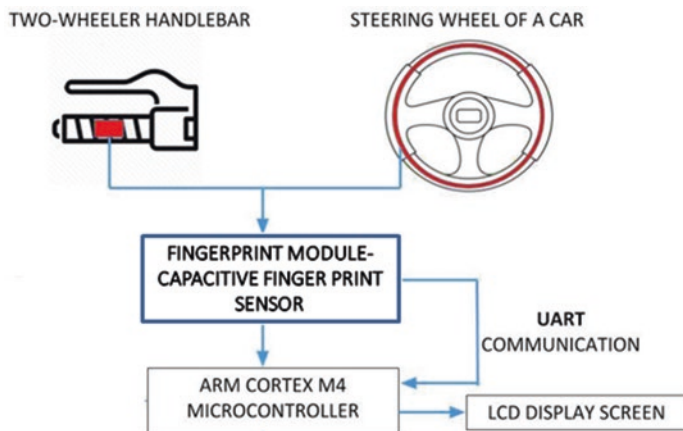 TWO-WHEELER HANDLEBAR
STEERING WHEEL OF A CAR
FINGERPRINT MODULE-
CAPACITIVE FINGER PRINT
SENSOR
UART
COMMUNICATION
ARM CORTEX M4
MICROCONTROLLER
LCD DISPLAY SCREEN